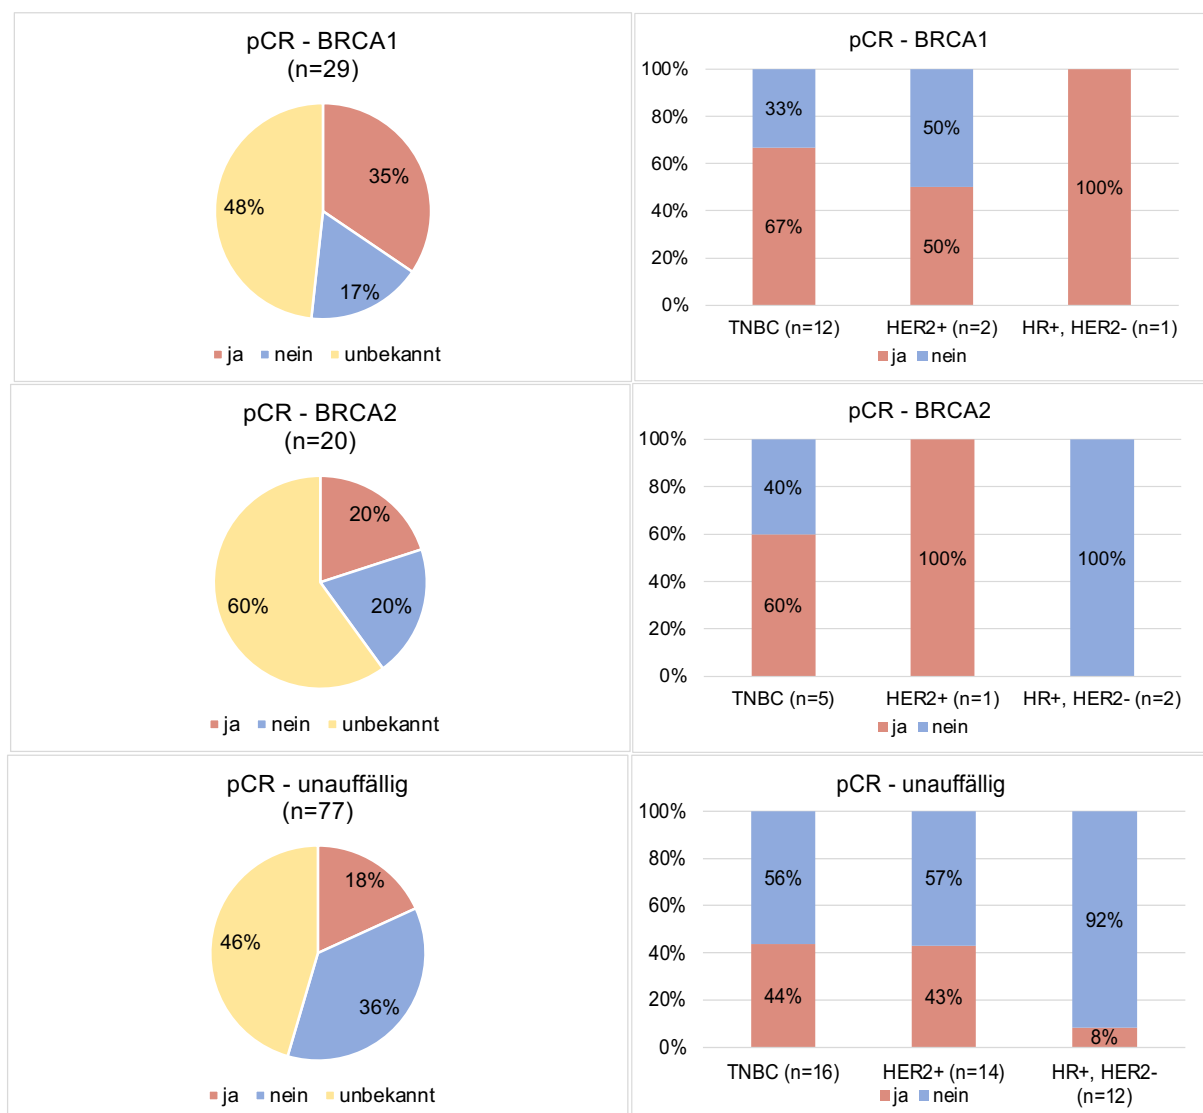 pCR - BRCA1
(n=29)
35%
48%
17%
ja nein unbekannt
pCR - BRCA1
100%
80%
60%
40%
20%
0%
33%
50%
100%
67%
50%
TNBC (n=12) HER2+ (n=2) HR+, HER2- (n=1)
ja nein
pCR - BRCA2
(n=20)
20%
60%
20%
ja nein unbekannt
pCR - BRCA2
100%
80%
60%
40%
20%
0%
40%
100%
100%
60%
TNBC (n=5) HER2+ (n=1) HR+, HER2- (n=2)
ja nein
pCR - unauffällig
(n=77)
18%
46%
36%
ja nein unbekannt
pCR - unauffällig
100%
80%
60%
40%
20%
0%
56%
57%
92%
44%
43%
8%
TNBC (n=16) HER2+ (n=14) HR+, HER2-
(n=12)
ja nein